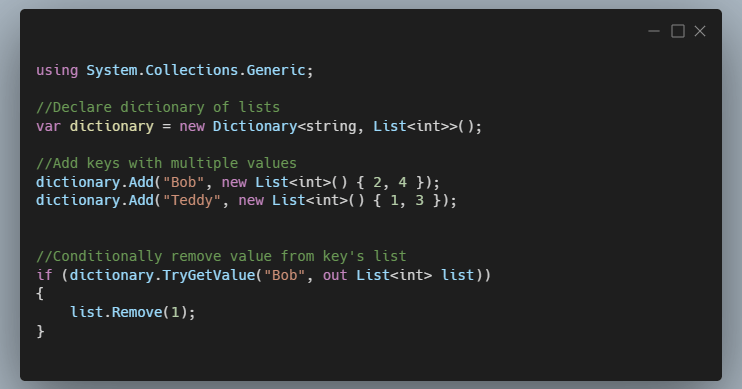 using System.Collections.Generic;
//Declare dictionary of lists
var dictionary = new Dictionary<string, List<int>>();
//Add keys with multiple values
dictionary.Add("Bob", new List<int>() { 2, 4 });
dictionary.Add("Teddy", new List<int>() { 1, 3 });
//Conditionally remove value from key's list
if (dictionary.TryGetValue("Bob", out List<int> list))
{
    list.Remove(1);
}